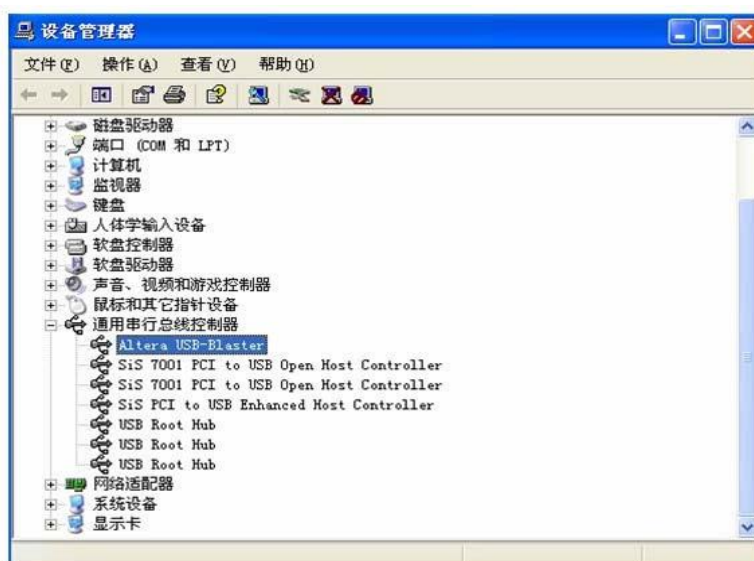 设备管理器
文件(F) 操作(A) 查看(V) 帮助(H)
磁盘驱动器
端口 (COM 和 LPT)
计算机
监视器
键盘
人体学输入设备
软盘控制器
软盘驱动器
声音、视频和游戏控制器
鼠标和其它指针设备
通用串行总线控制器
Altera USB-Blaster
SiS 7001 PCI to USB Open Host Controller
SiS 7001 PCI to USB Open Host Controller
SiS PCI to USB Enhanced Host Controller
USB Root Hub
USB Root Hub
USB Root Hub
网络适配器
系统设备
显示卡